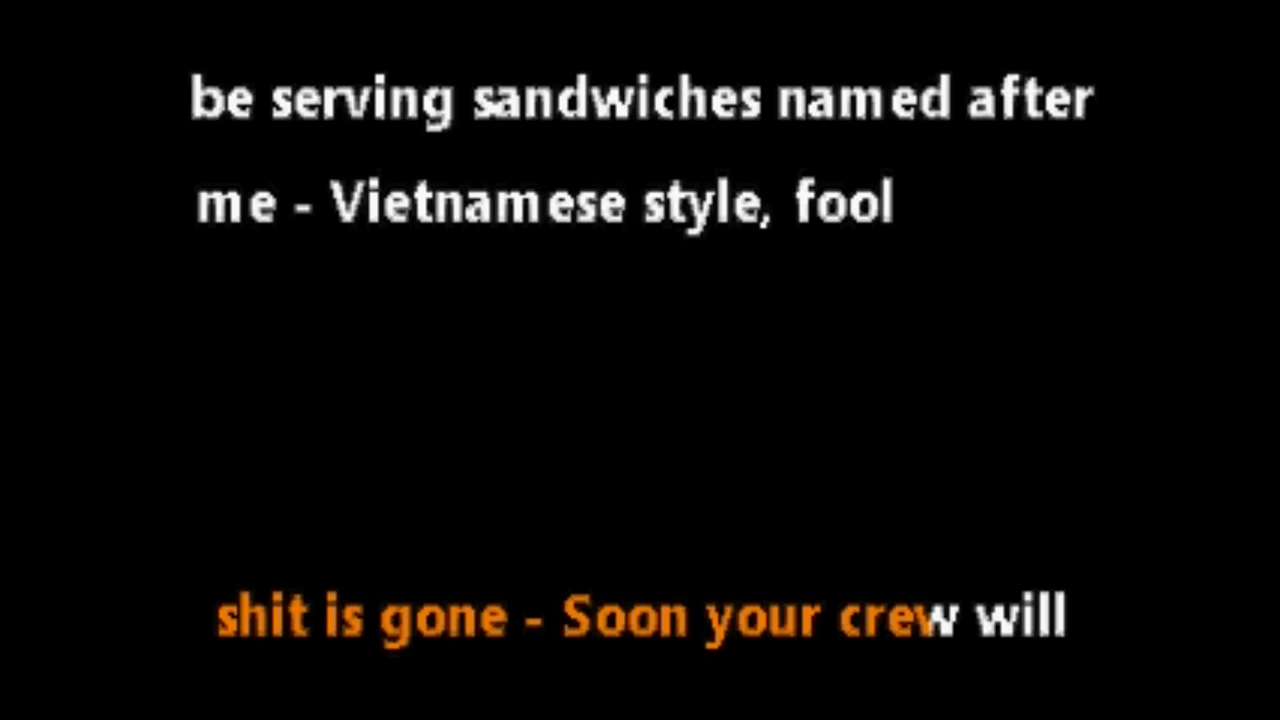 be serving sandwiches named after
me - Vietnamese style, fool
shit is gone - Soon your crew will